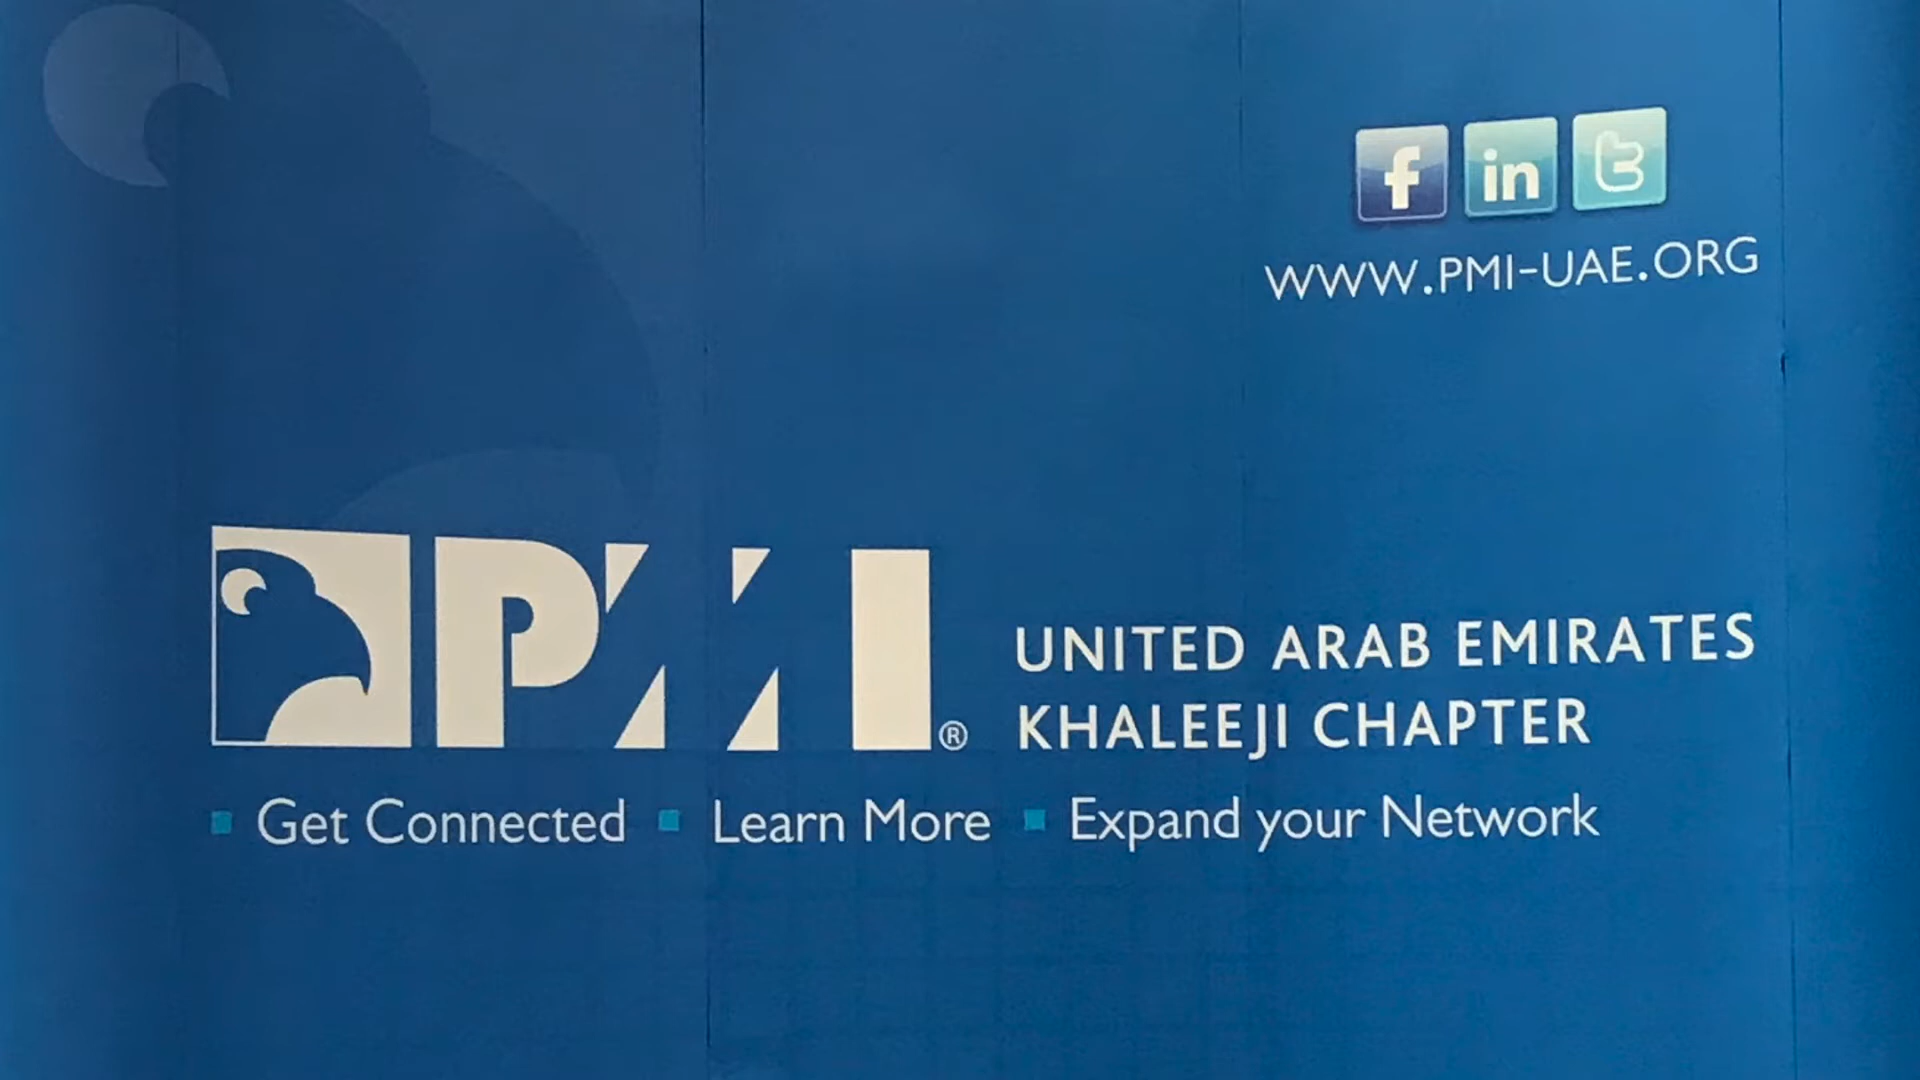 f in t
WWW.PMI-UAE.ORG
PMI®
UNITED ARAB EMIRATES
KHALEEJI CHAPTER
▪ Get Connected ▪ Learn More ▪ Expand your Network